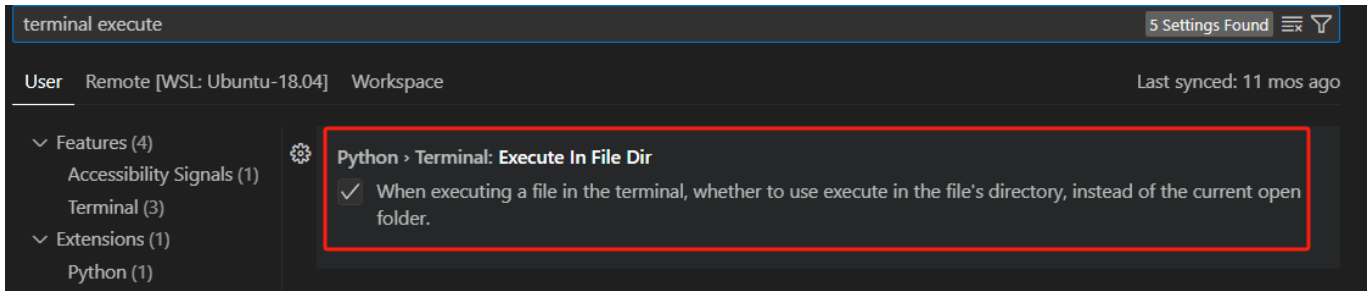 terminal execute
5 Settings Found
User Remote [WSL: Ubuntu-18.04] Workspace
Last synced: 11 mos ago
Features (4)
Accessibility Signals (1)
Terminal (3)
Extensions (1)
Python (1)
Python › Terminal: Execute In File Dir
When executing a file in the terminal, whether to use execute in the file's directory, instead of the current open
folder.